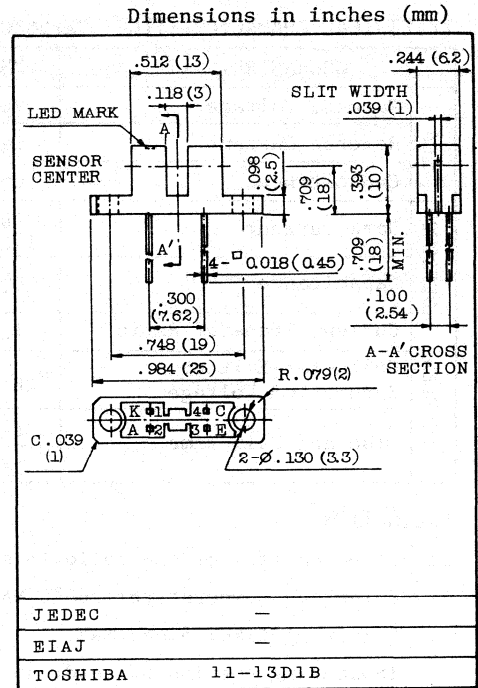 Dimensions in inches (mm)
.512 (13)
.244 (6.2)
.118 (3)
SLIT WIDTH
.039 (1)
LED MARK
A
SENSOR
CENTER
.098
(2.5)
.709
(18)
.393
(10)
A'
4-□ 0.018 (0.45)
.709
(18)
MIN.
.300
(7.62)
.100
(2.54)
.748 (19)
A-A' CROSS
SECTION
.984 (25)
R.079(2)
K 1 4 C
A 2 3 E
C.039
(1)
2-Ø.130 (3.3)
JEDEC —
EIAJ —
TOSHIBA 11-13D1B